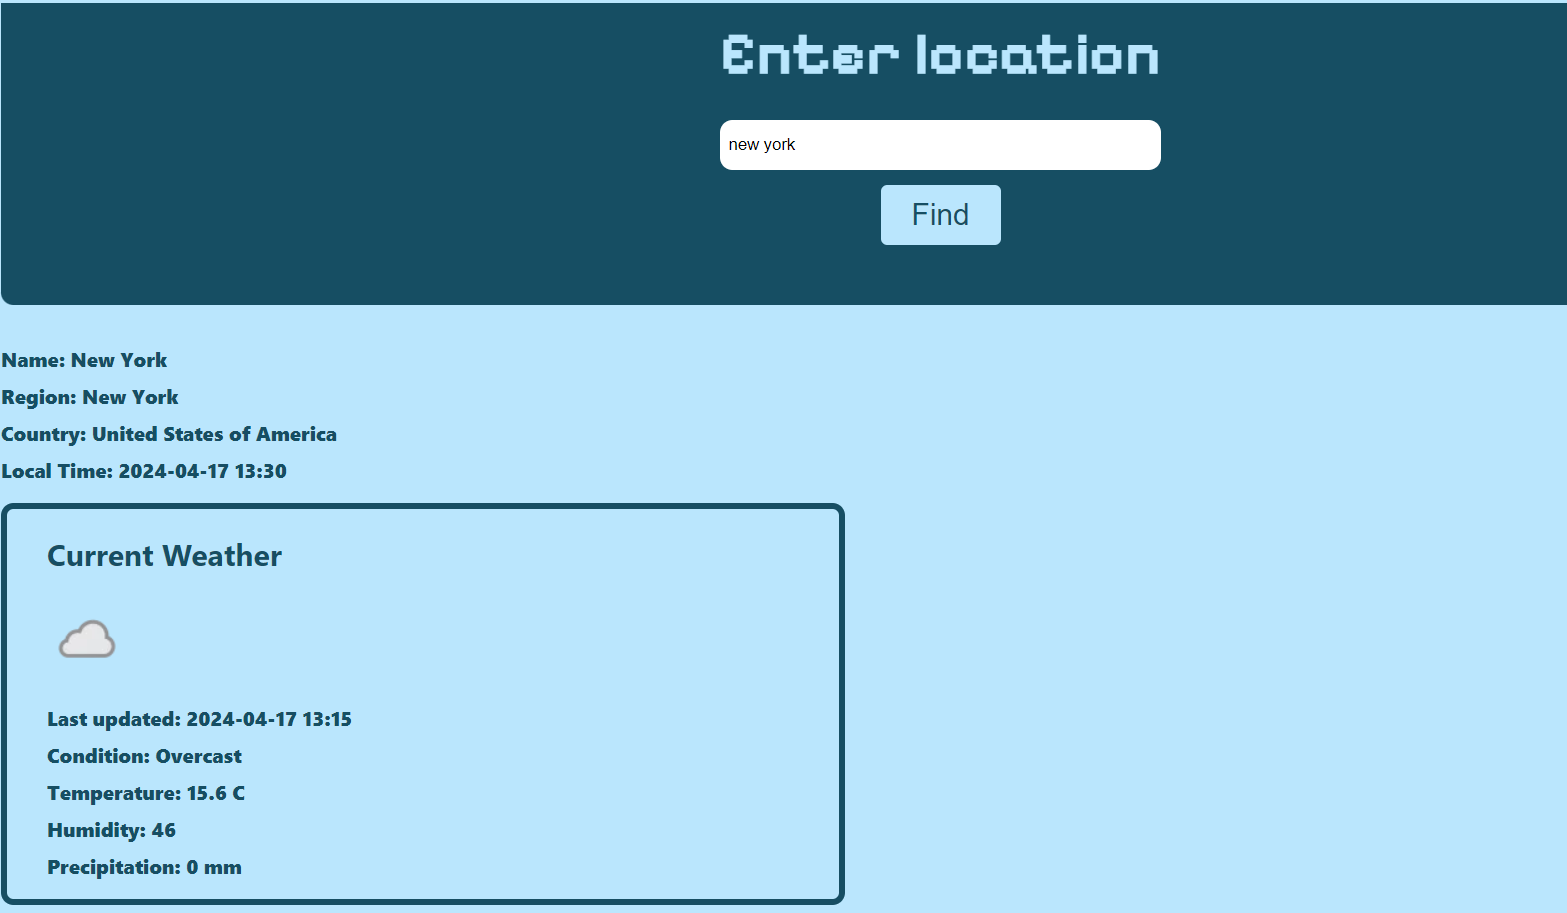 Enter location
new york
Find
Name: New York
Region: New York
Country: United States of America
Local Time: 2024-04-17 13:30
Current Weather
Last updated: 2024-04-17 13:15
Condition: Overcast
Temperature: 15.6 C
Humidity: 46
Precipitation: 0 mm